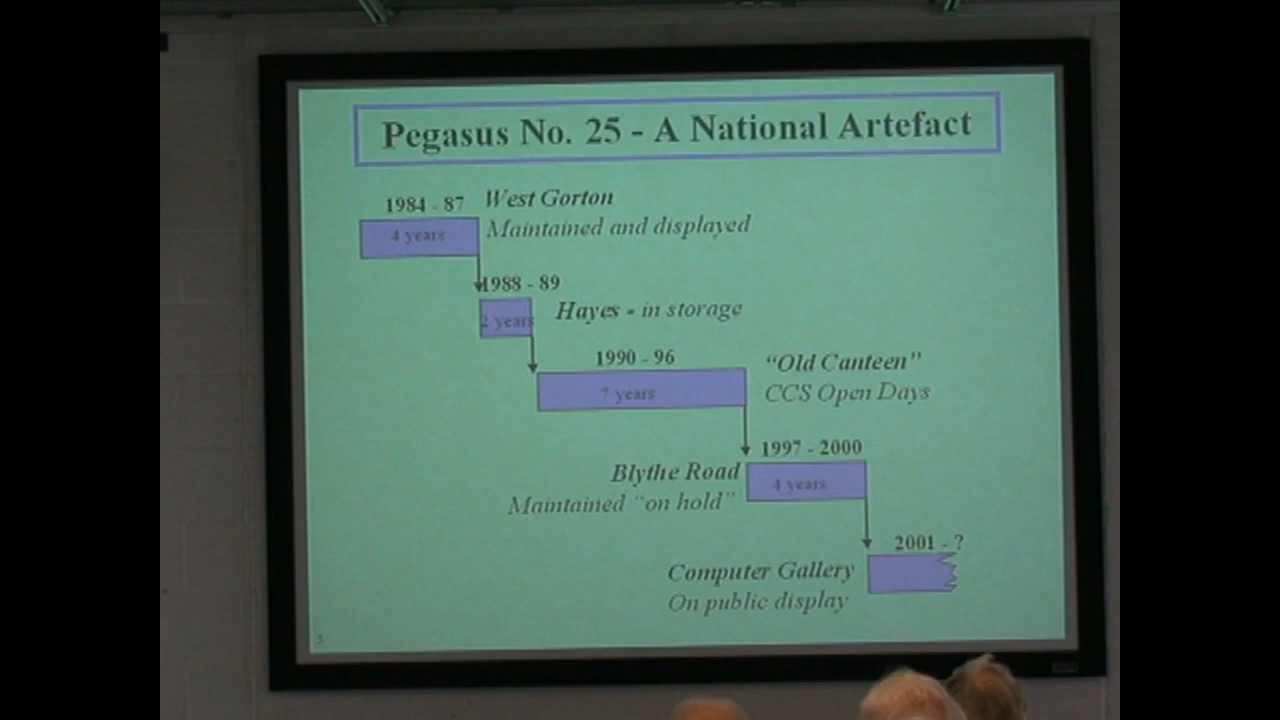 Pegasus No. 25 - A National Artefact
1984 - 87
West Gorton
4 years
Maintained and displayed
1988 - 89
2 years
Hayes - in storage
1990 - 96
"Old Canteen"
7 years
CCS Open Days
1997 - 2000
Blythe Road
4 years
Maintained "on hold"
2001 - ?
Computer Gallery
On public display
5